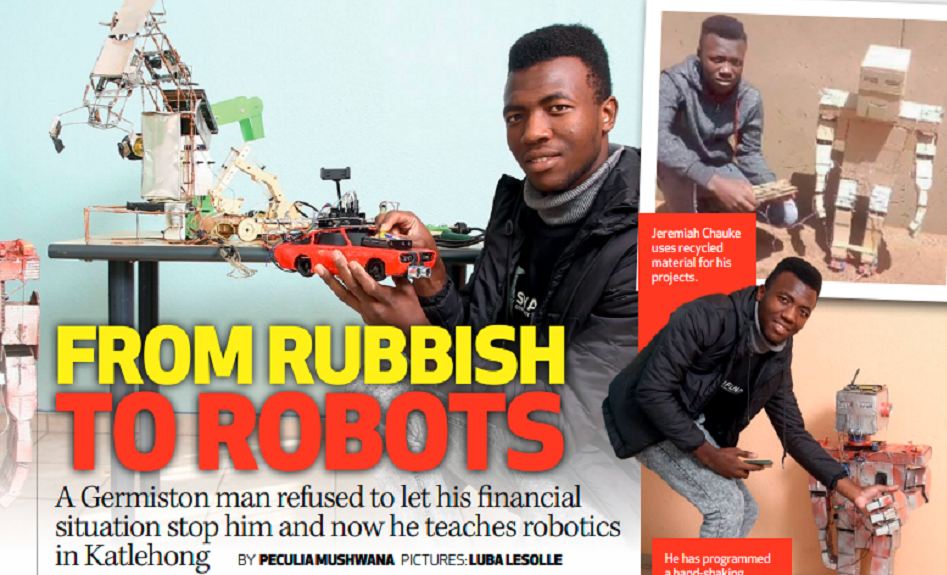 Jeremiah Chauke
uses recycled
material for his
projects.
FROM RUBBISH
TO ROBOTS
A Germiston man refused to let his financial
situation stop him and now he teaches robotics
in Katlehong
BY PECULIA MUSHWANA PICTURES: LUBA LESOLLE
He has programmed
a hand-shaking